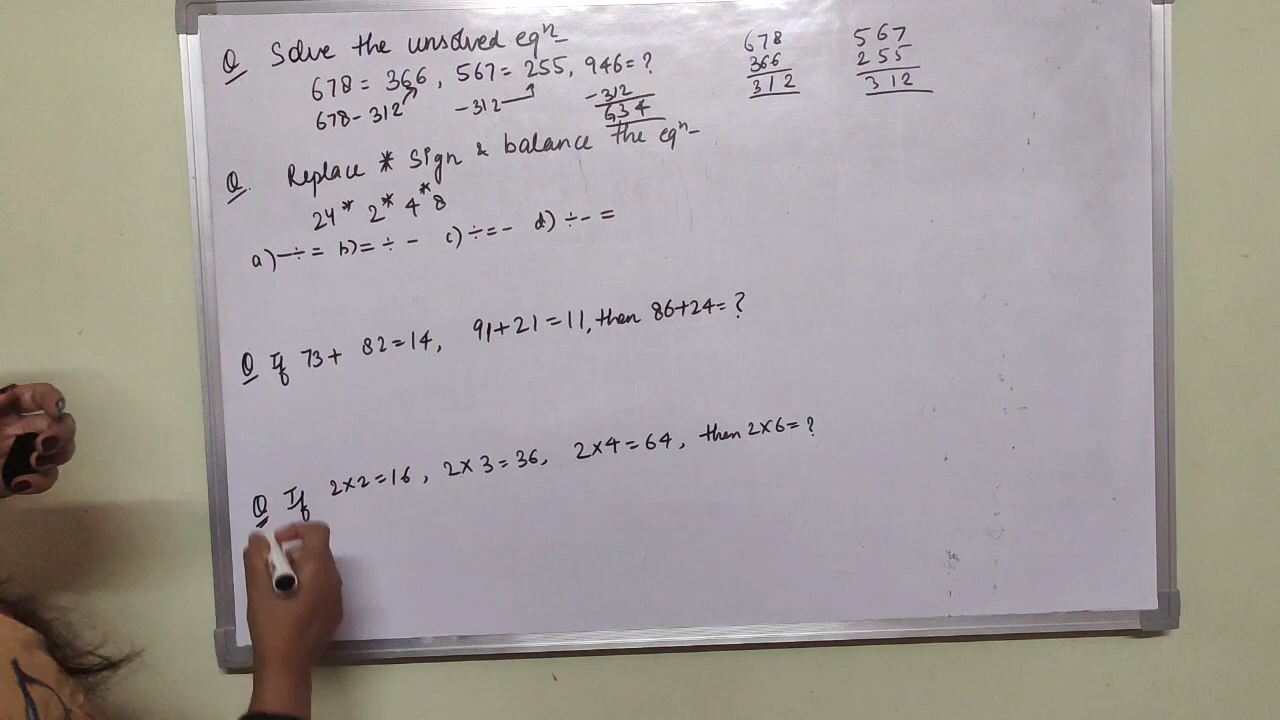 Q Solve the unsolved eqn
678 = 366, 567 = 255, 946 = ?
678 - 312 - 312 - 312
634
678
366
312
567
255
312
Q. Replace * Sign & balance the eqn
24 * 2 * 4 * 8
a) - ÷ = b) = ÷ - c) ÷ = - d) ÷ - =
Q If 73 + 82 = 14, 91 + 21 = 11, then 86 + 24 = ?
Q If 2 × 2 = 16, 2 × 3 = 36, 2 × 4 = 64, then 2 × 6 = ?